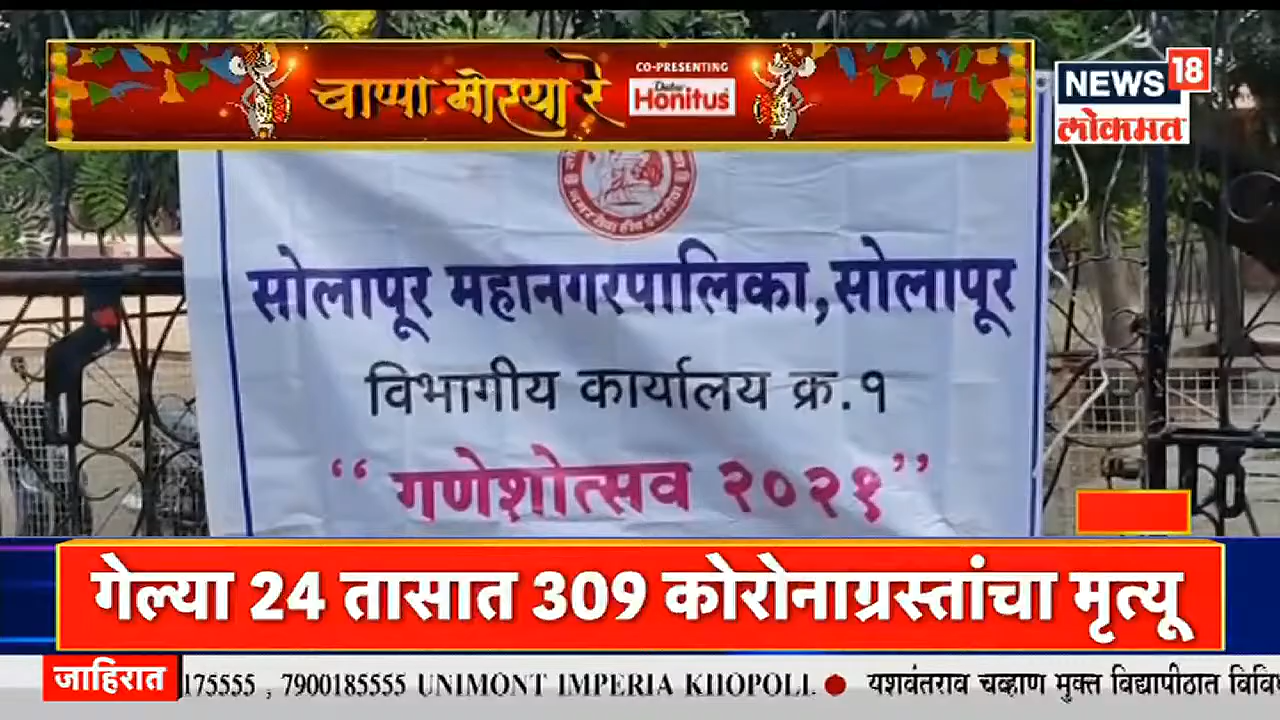 बाप्पा मोरया रे
CO-PRESENTING
Dabur
Honitus
NEWS 18
लोकमत
सोलापूर महानगरपालिका,सोलापूर
विभागीय कार्यालय क्र.१
“ गणेशोत्सव २०२१”
गेल्या 24 तासात 309 कोरोनाग्रस्तांचा मृत्यू
जाहिरात
175555 , 7900185555 UNIMONT IMPERIA KHOPOLI. ● यशवंतराव चव्हाण मुक्त विद्यापीठात